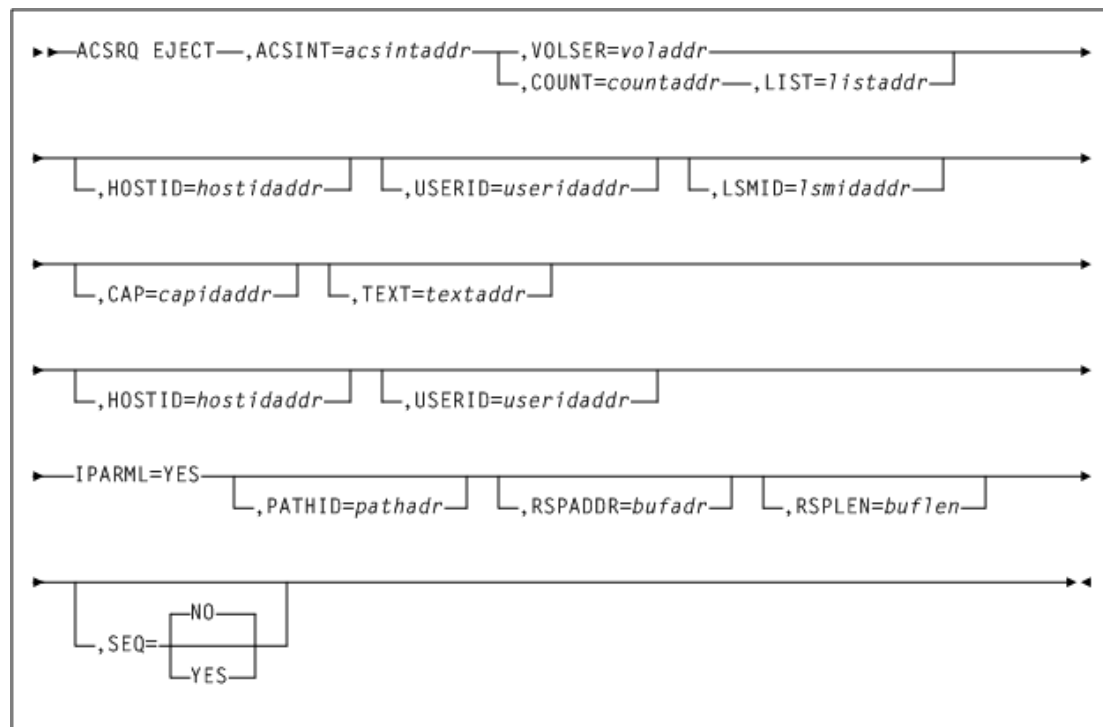 ACSRQ EJECT ,ACSINT=acsintaddr ,VOLSER=voladdr
,COUNT=countaddr ,LIST=listaddr
,HOSTID=hostidaddr ,USERID=useridaddr ,LSMID=lsmidaddr
,CAP=capidaddr ,TEXT=textaddr
,HOSTID=hostidaddr ,USERID=useridaddr
IPARML=YES
,PATHID=pathadr ,RSPADDR=bufadr ,RSPLEN=buflen
NO
,SEQ=
YES